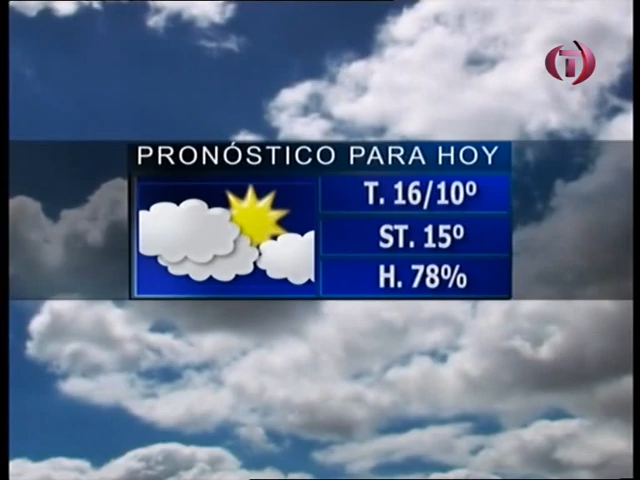 T
PRONÓSTICO PARA HOY
T. 16/10º
ST. 15º
H. 78%